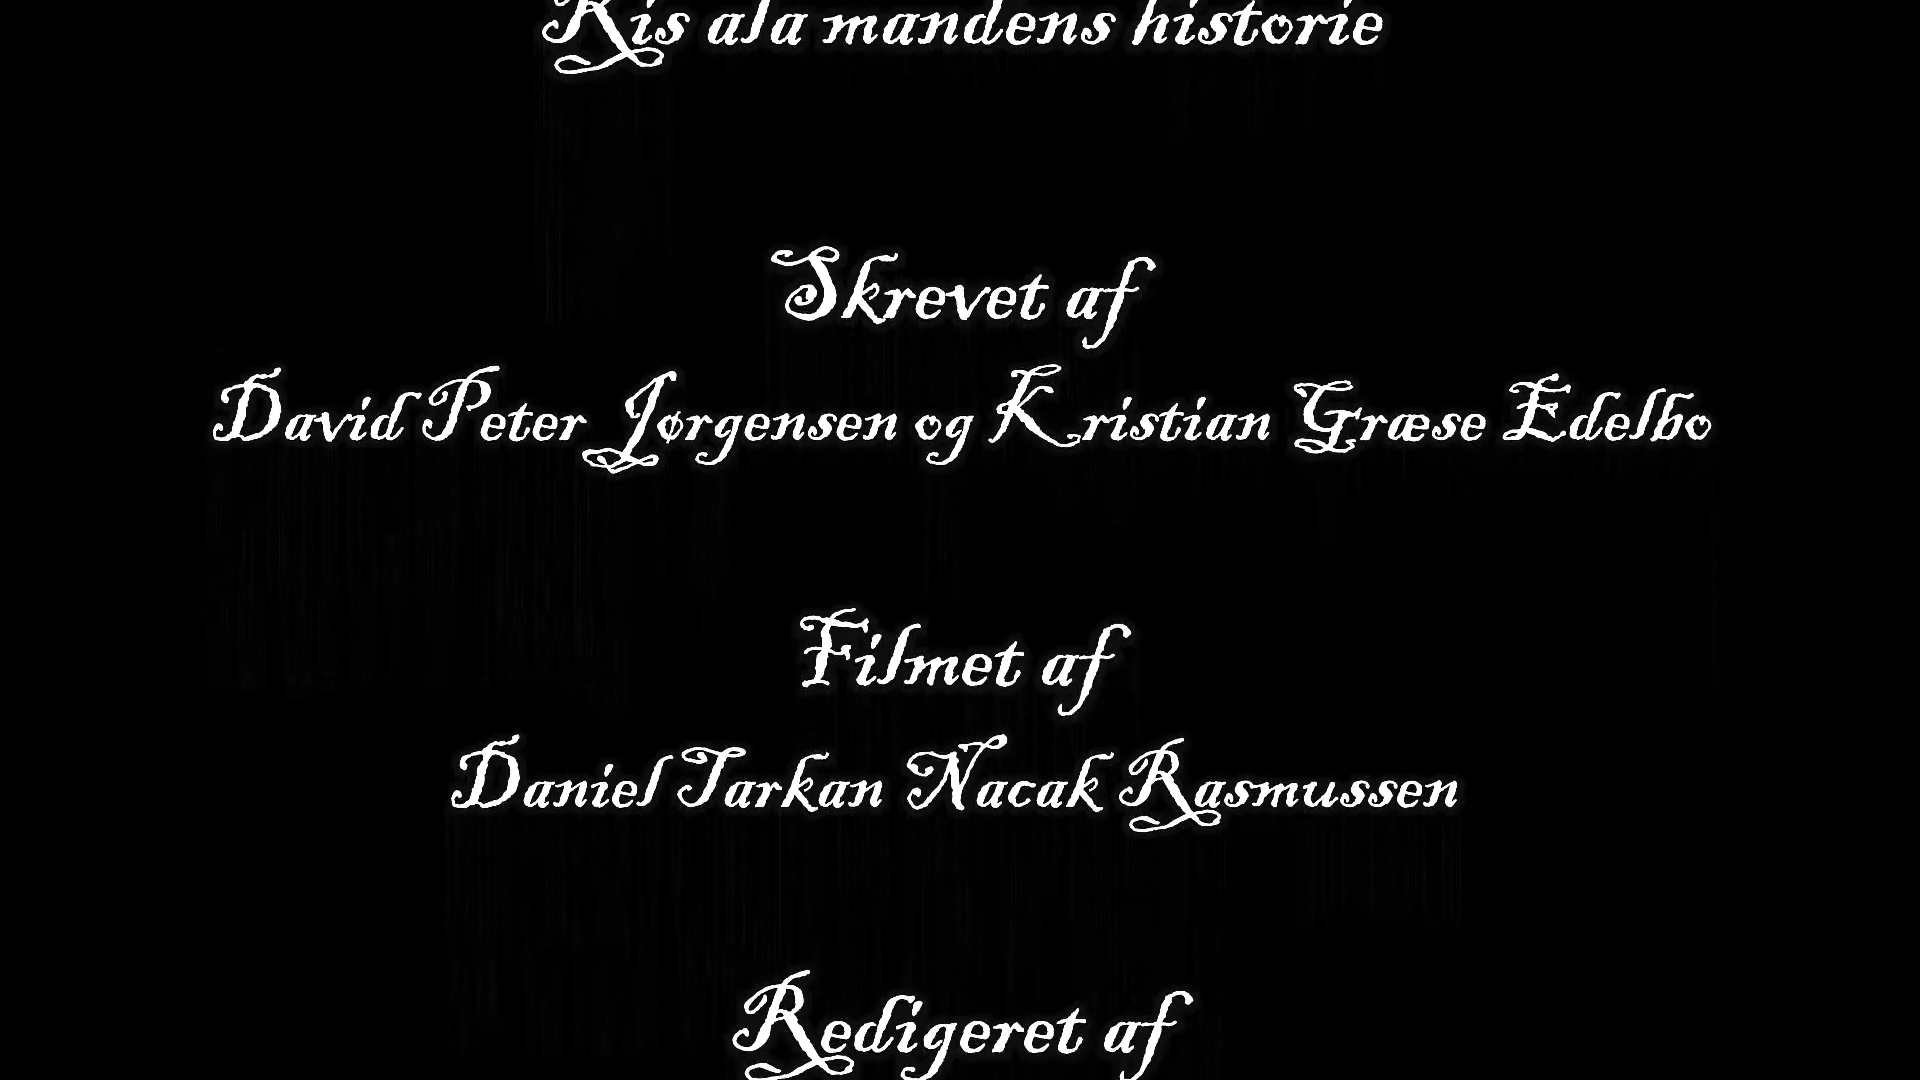 Ris ala mandens historie
Skrevet af
David Peter Jørgensen og Kristian Græse Edelbo
Filmet af
Daniel Tarkan Nacak Rasmussen
Redigeret af